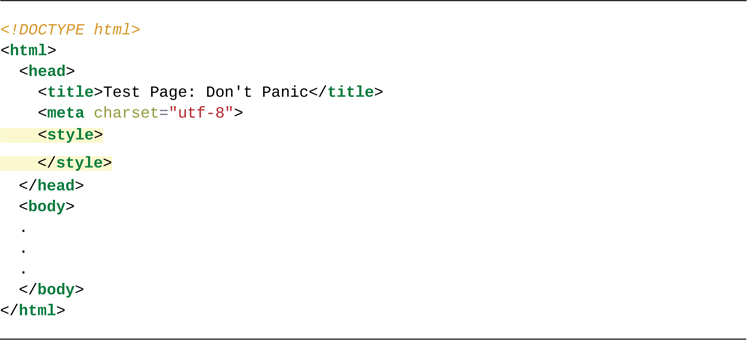 <!DOCTYPE html>
<html>
  <head>
    <title>Test Page: Don't Panic</title>
    <meta charset="utf-8">
    <style>
    </style>
  </head>
  <body>
  .
  .
  .
  </body>
</html>